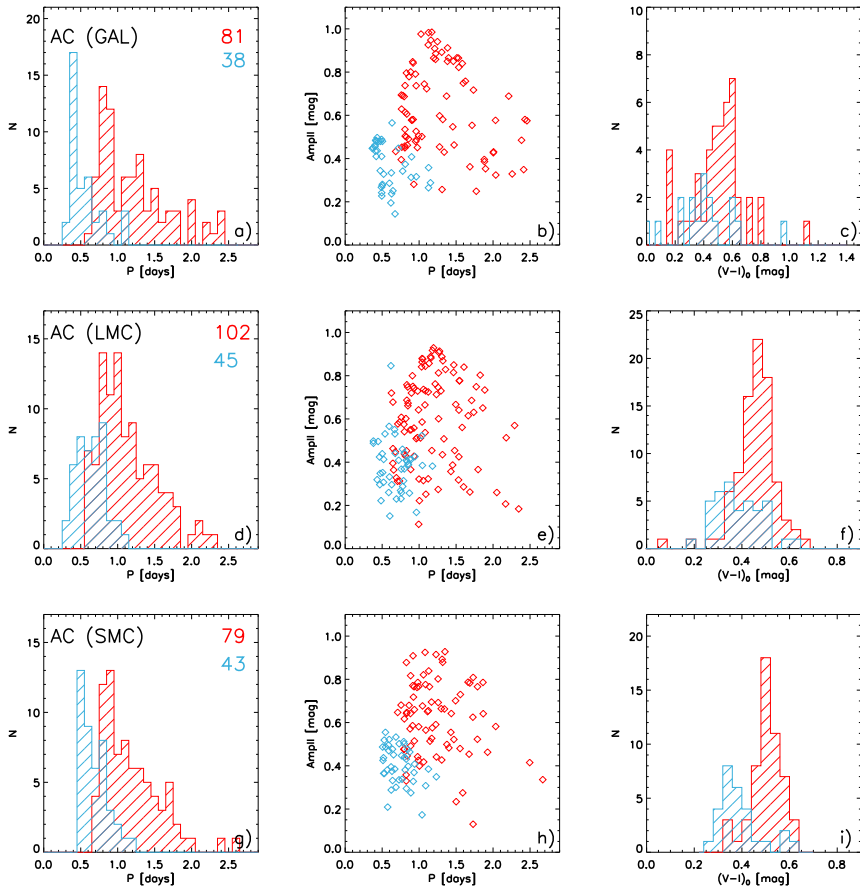 20
15
10
5
0
N
AC (GAL)
81
38
a)
0.0 0.5 1.0 1.5 2.0 2.5
P [days]
1.0
0.8
0.6
0.4
0.2
0.0
AmplI [mag]
b)
0.0 0.5 1.0 1.5 2.0 2.5
P [days]
10
8
6
4
2
0
N
c)
0.0 0.2 0.4 0.6 0.8 1.0 1.2 1.4
(V-I)₀ [mag]
15
10
5
0
N
AC (LMC)
102
45
d)
0.0 0.5 1.0 1.5 2.0 2.5
P [days]
1.0
0.8
0.6
0.4
0.2
0.0
AmplI [mag]
e)
0.0 0.5 1.0 1.5 2.0 2.5
P [days]
25
20
15
10
5
0
N
f)
0.0 0.2 0.4 0.6 0.8
(V-I)₀ [mag]
15
10
5
0
N
AC (SMC)
79
43
g)
0.0 0.5 1.0 1.5 2.0 2.5
P [days]
1.0
0.8
0.6
0.4
0.2
0.0
AmplI [mag]
h)
0.0 0.5 1.0 1.5 2.0 2.5
P [days]
20
15
10
5
0
N
i)
0.0 0.2 0.4 0.6 0.8
(V-I)₀ [mag]